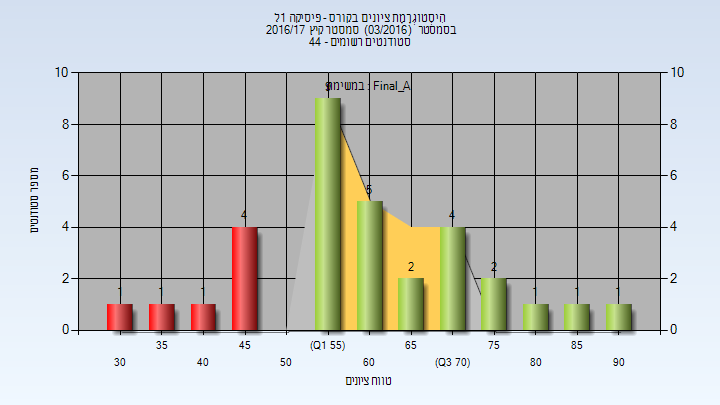 היסטוגרמת ציונים בקורס - פיסיקה 1ל
בסמסטר (03/2016) סמסטר קיץ 2016/17
סטודנטים רשומים - 44
במשימה: Final_A
מספר סטודנטים
10 10
8 8
6 6
4 4
2 2
0 0
1 1 1 4 9 5 2 4 2 1 1 1
35 45 (Q1 55) 65 75 85
30 40 50 60 (Q3 70) 80 90
טווח ציונים